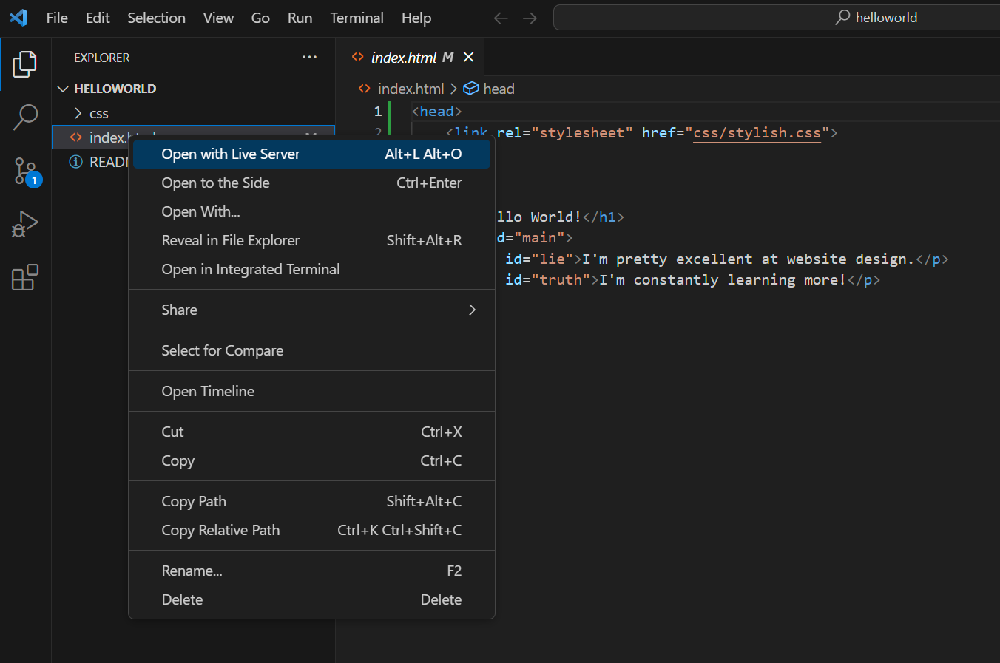 File Edit Selection View Go Run Terminal Help helloworld
EXPLORER ···
index.html M
HELLOWORLD
index.html > head
css
1 <head>
index.html
2 <link rel="stylesheet" href="css/stylish.css">
Open with Live Server Alt+L Alt+O
1
Open to the Side Ctrl+Enter
Open With...
llo World!</h1>
Reveal in File Explorer Shift+Alt+R
d="main">
id="lie">I'm pretty excellent at website design.</p>
Open in Integrated Terminal
id="truth">I'm constantly learning more!</p>
Share
Select for Compare
Open Timeline
Cut Ctrl+X
Copy Ctrl+C
Copy Path Shift+Alt+C
Copy Relative Path Ctrl+K Ctrl+Shift+C
Rename... F2
Delete Delete